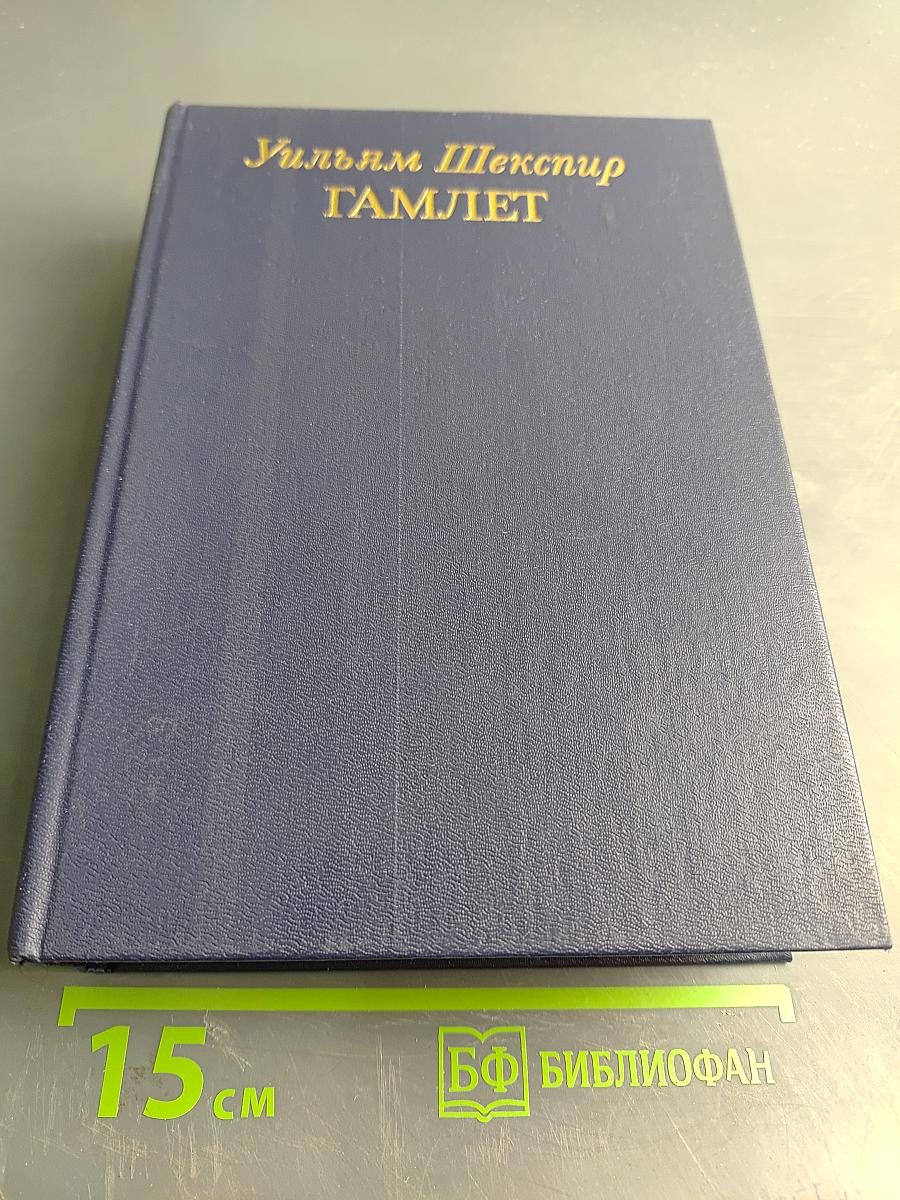 Уильям Шекспир
ГАМЛЕТ
15 см
БФ БИБЛИОФАН